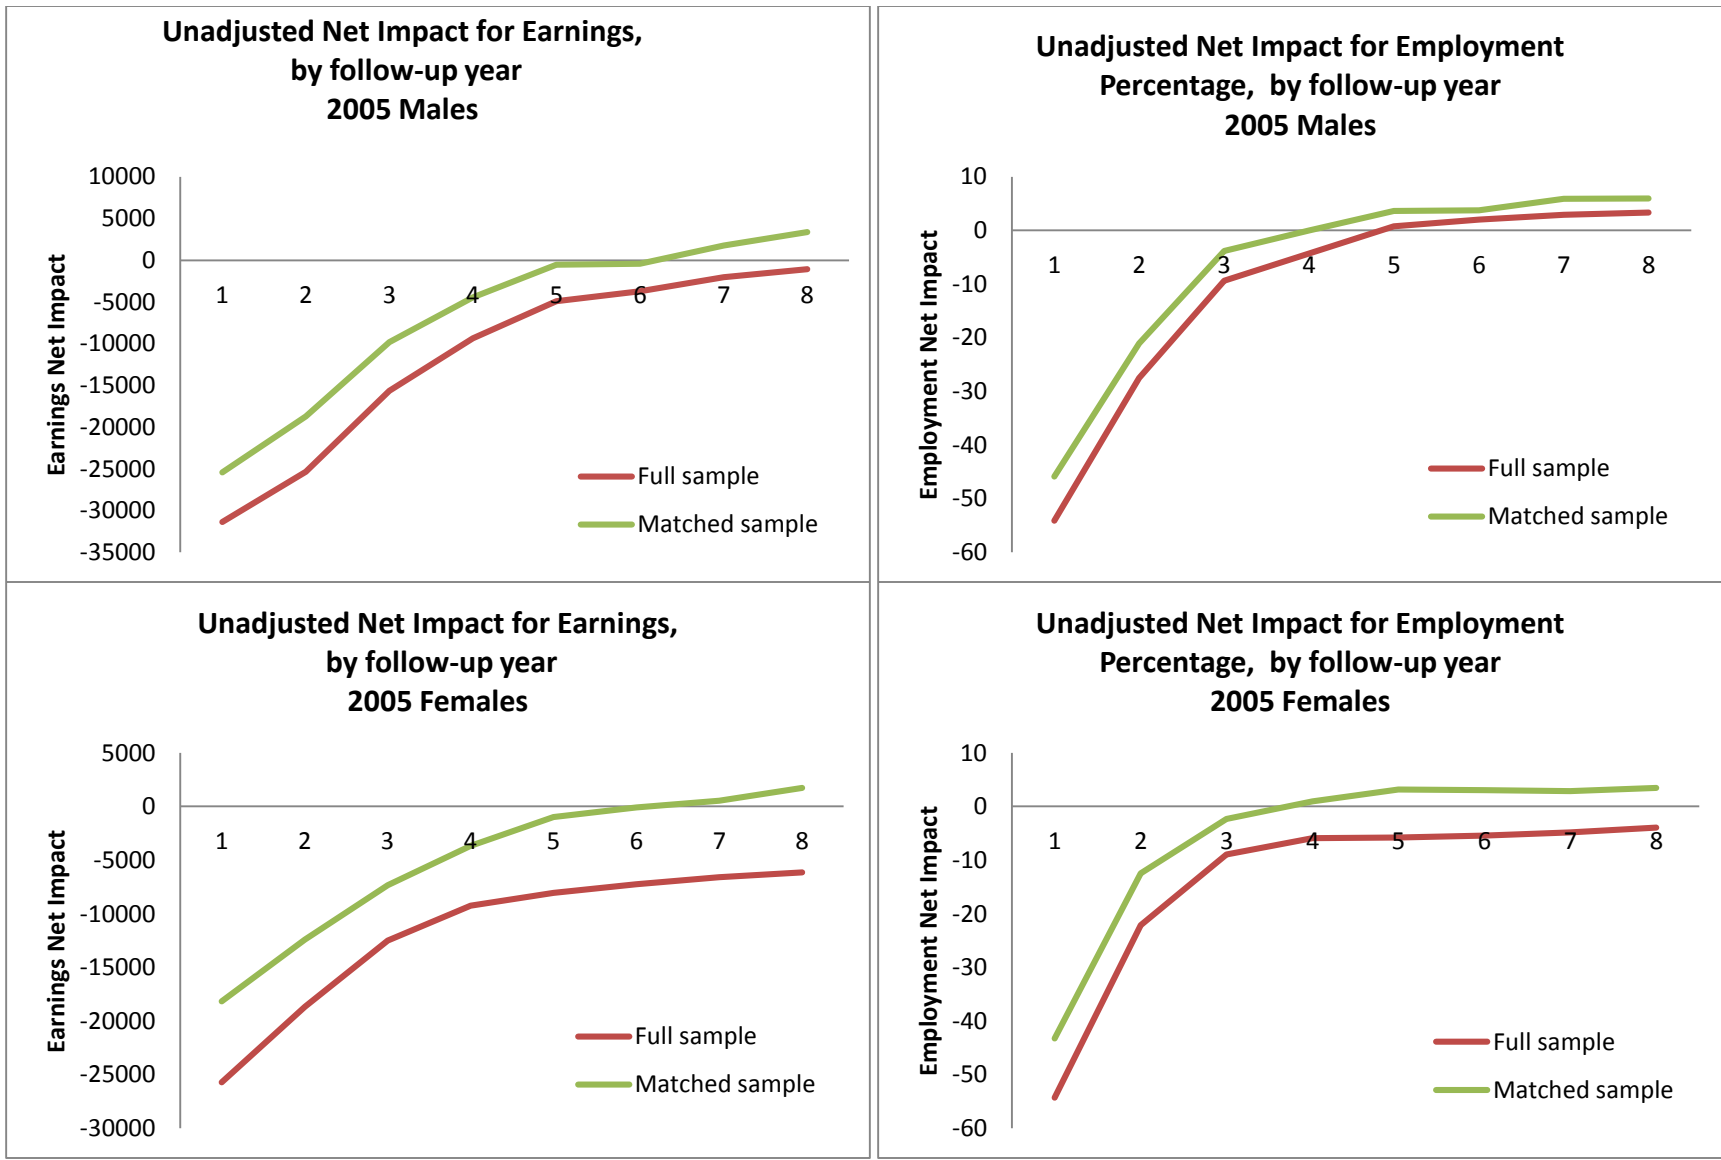 Unadjusted Net Impact for Earnings,
by follow-up year
2005 Males
Earnings Net Impact
10000
5000
0
-5000
-10000
-15000
-20000
-25000
-30000
-35000
1 2 3 4 5 6 7 8
Full sample
Matched sample
Unadjusted Net Impact for Employment
Percentage, by follow-up year
2005 Males
Employment Net Impact
10
0
-10
-20
-30
-40
-50
-60
1 2 3 4 5 6 7 8
Full sample
Matched sample
Unadjusted Net Impact for Earnings,
by follow-up year
2005 Females
Earnings Net Impact
5000
0
-5000
-10000
-15000
-20000
-25000
-30000
1 2 3 4 5 6 7 8
Full sample
Matched sample
Unadjusted Net Impact for Employment
Percentage, by follow-up year
2005 Females
Employment Net Impact
10
0
-10
-20
-30
-40
-50
-60
1 2 3 4 5 6 7 8
Full sample
Matched sample